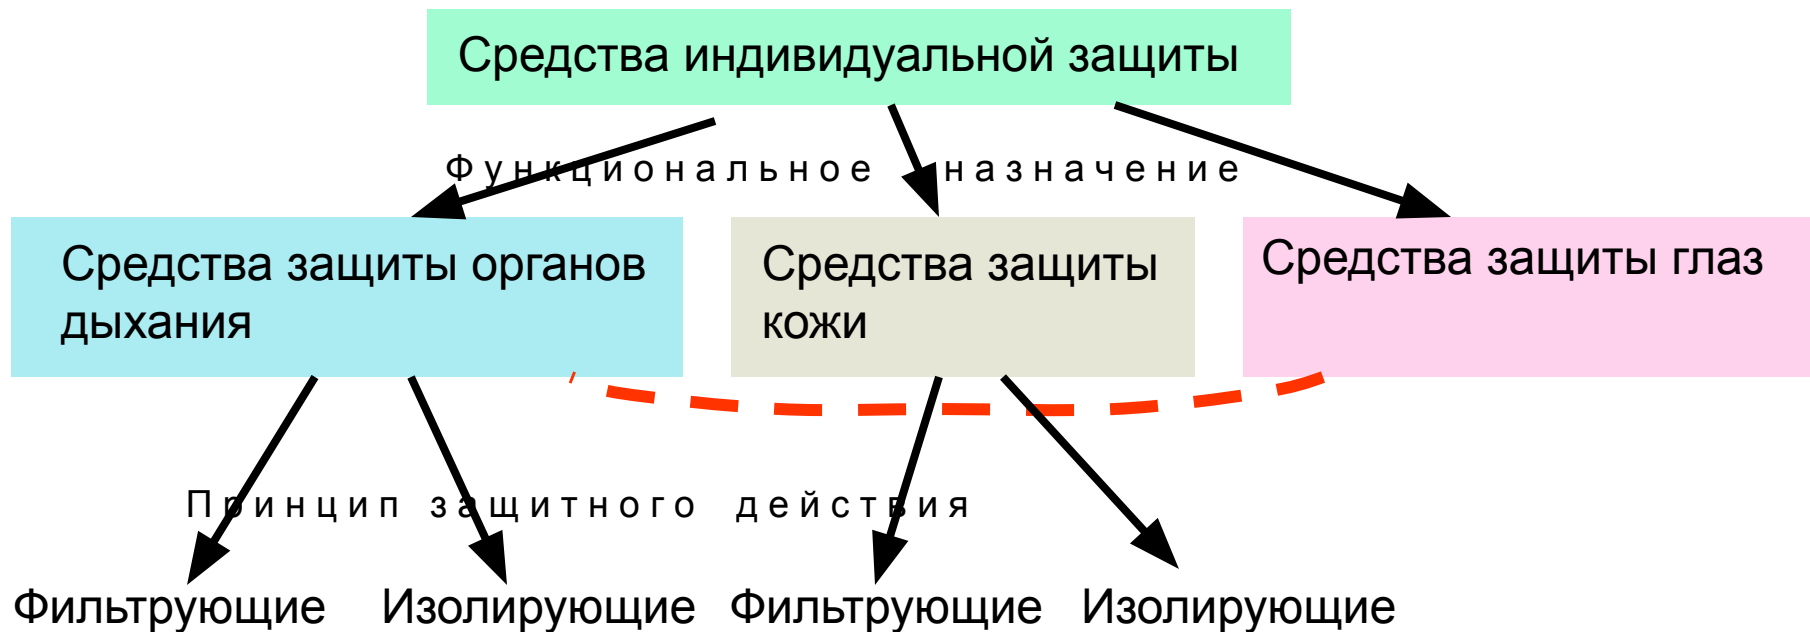 Средства индивидуальной защиты
Функциональное назначение
Средства защиты органов
дыхания
Средства защиты
кожи
Средства защиты глаз
Принцип защитного действия
Фильтрующие
Изолирующие
Фильтрующие
Изолирующие